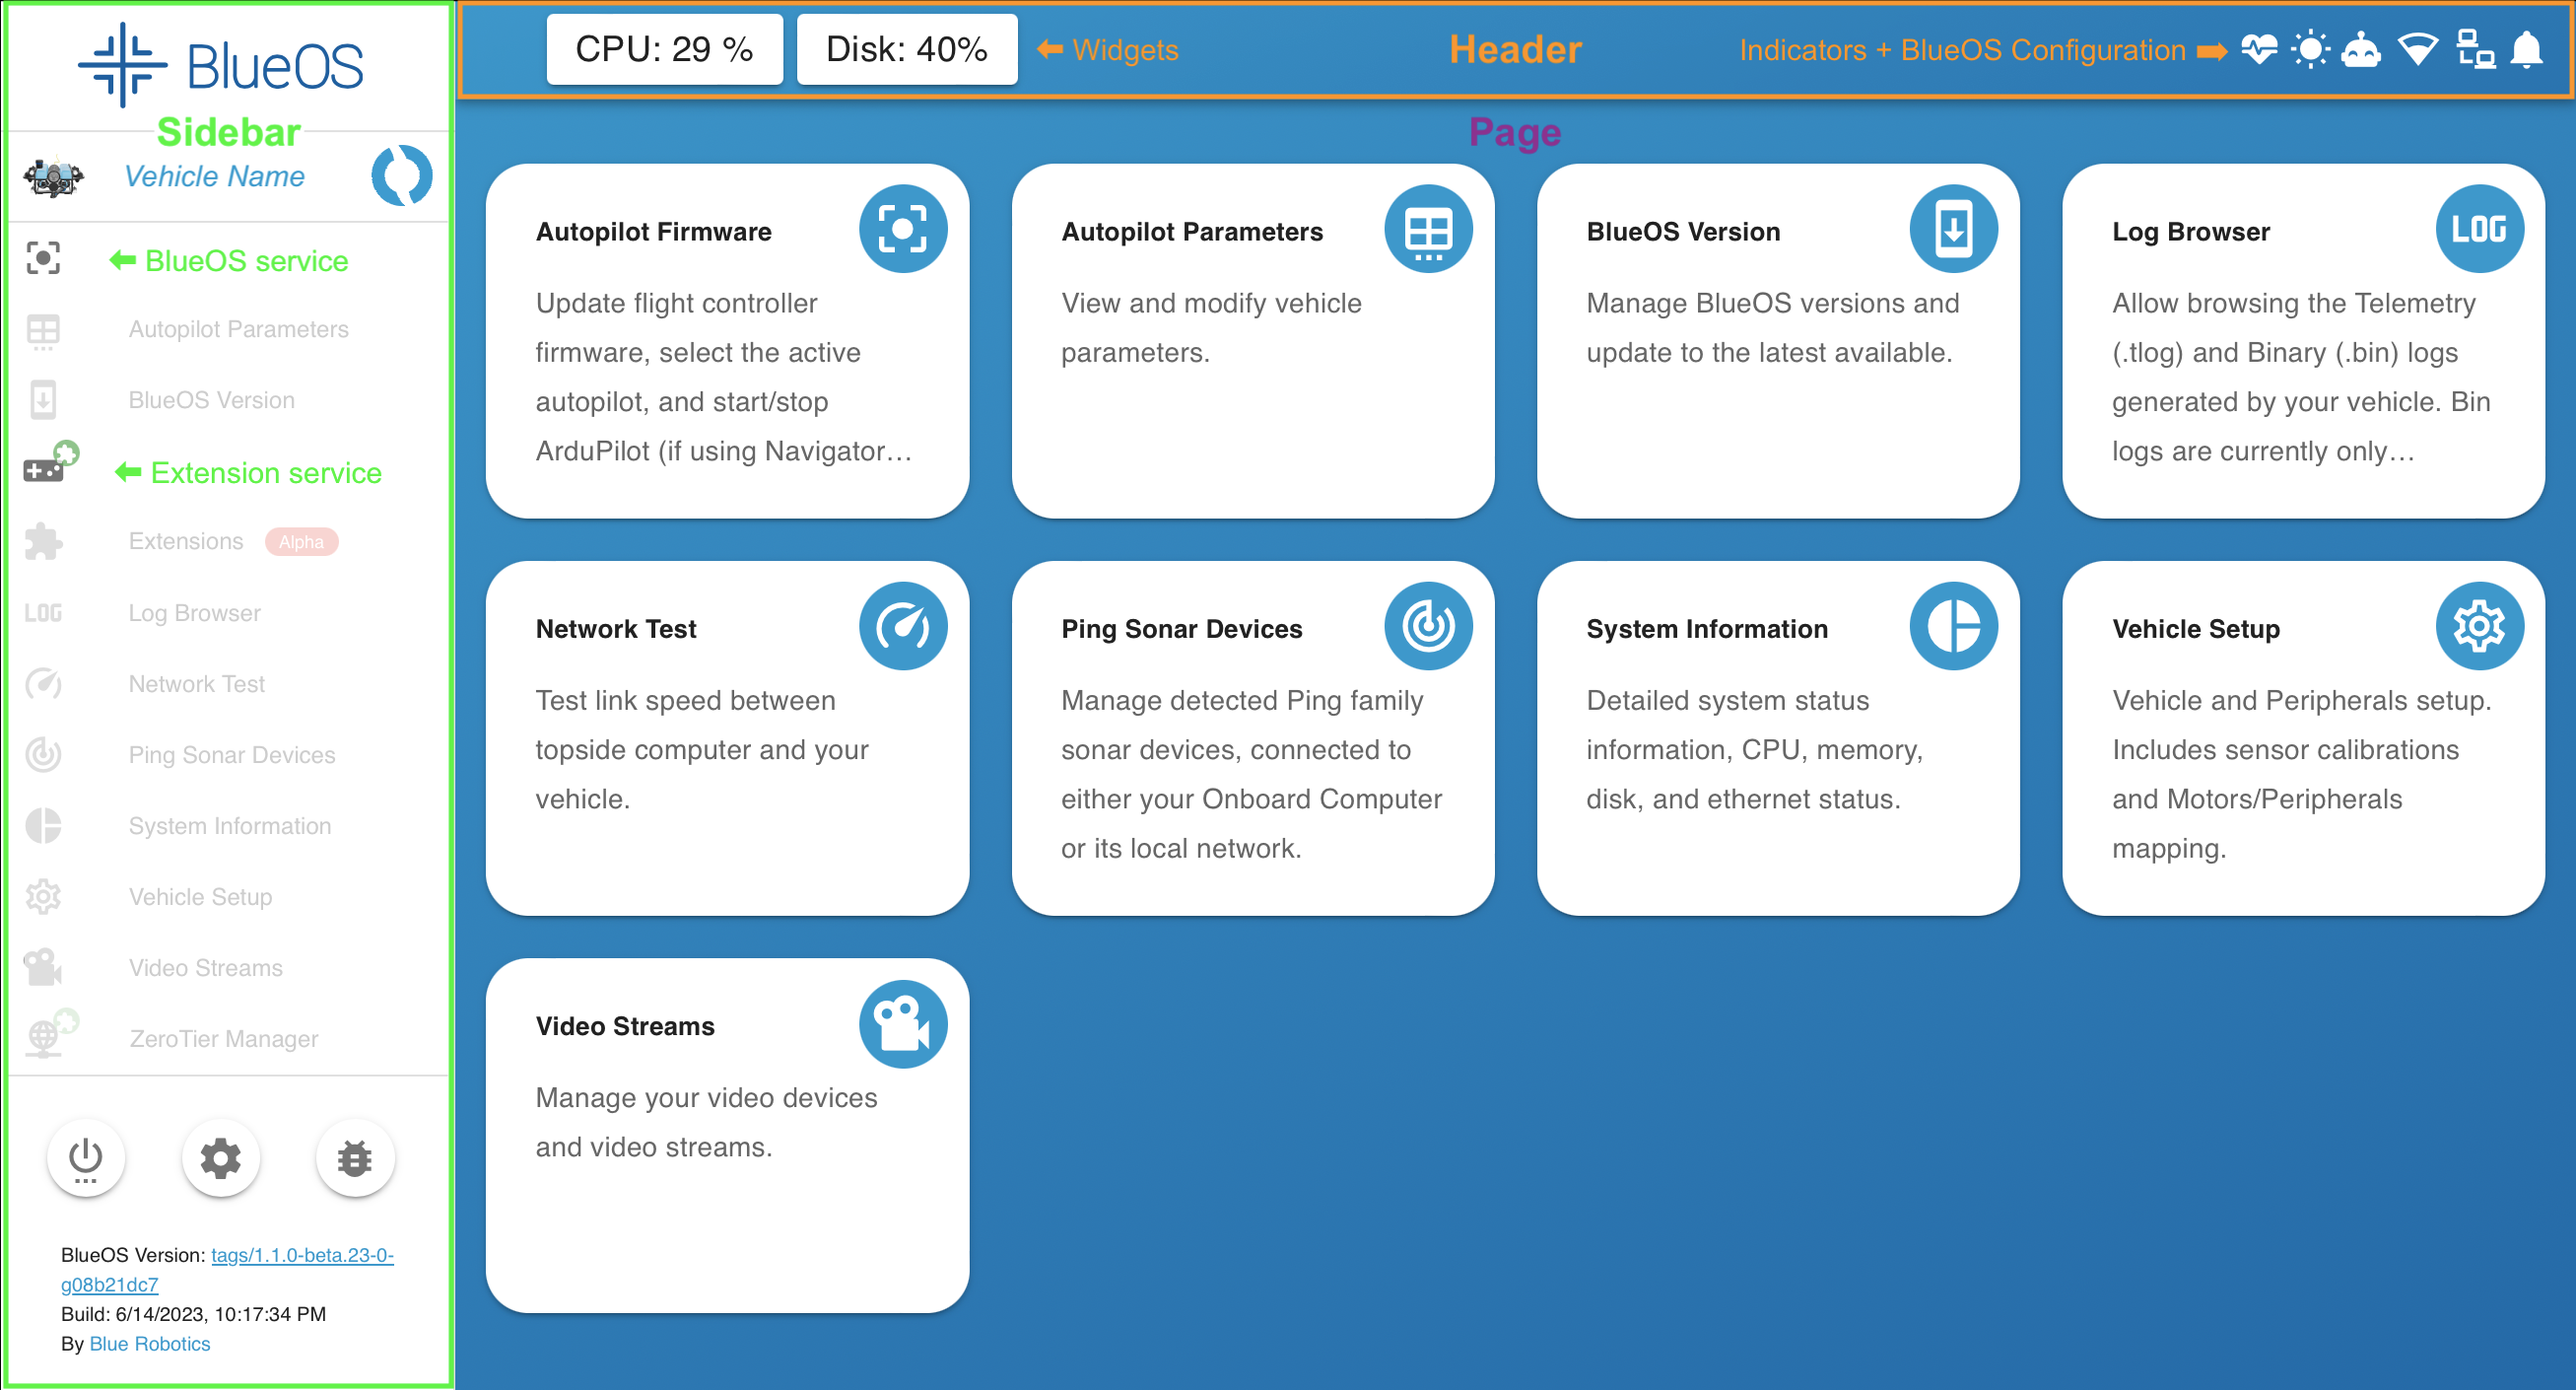 BlueOS
Sidebar
Vehicle Name
BlueOS service
Autopilot Parameters
BlueOS Version
Extension service
Extensions Alpha
LOG Log Browser
Network Test
Ping Sonar Devices
System Information
Vehicle Setup
Video Streams
ZeroTier Manager
BlueOS Version: tags/1.1.0-beta.23-0-
g08b21dc7
Build: 6/14/2023, 10:17:34 PM
By Blue Robotics
CPU: 29 %
Disk: 40%
Widgets
Header
Indicators + BlueOS Configuration
Page
Autopilot Firmware
Update flight controller
firmware, select the active
autopilot, and start/stop
ArduPilot (if using Navigator...
Autopilot Parameters
View and modify vehicle
parameters.
BlueOS Version
Manage BlueOS versions and
update to the latest available.
Log Browser
LOG
Allow browsing the Telemetry
(.tlog) and Binary (.bin) logs
generated by your vehicle. Bin
logs are currently only...
Network Test
Test link speed between
topside computer and your
vehicle.
Ping Sonar Devices
Manage detected Ping family
sonar devices, connected to
either your Onboard Computer
or its local network.
System Information
Detailed system status
information, CPU, memory,
disk, and ethernet status.
Vehicle Setup
Vehicle and Peripherals setup.
Includes sensor calibrations
and Motors/Peripherals
mapping.
Video Streams
Manage your video devices
and video streams.